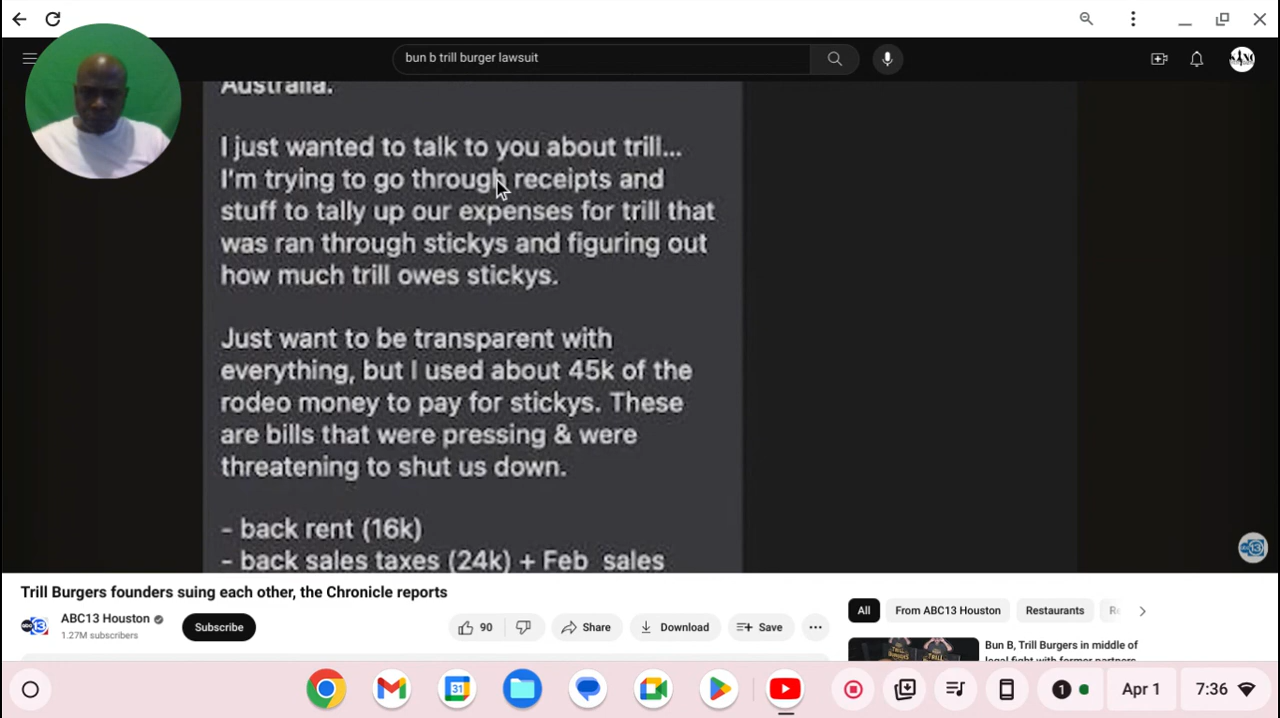 bun b trill burger lawsuit
Australia.
I just wanted to talk to you about trill...
I'm trying to go through receipts and
stuff to tally up our expenses for trill that
was ran through stickys and figuring out
how much trill owes stickys.
Just want to be transparent with
everything, but I used about 45k of the
rodeo money to pay for stickys. These
are bills that were pressing & were
threatening to shut us down.
- back rent (16k)
- back sales taxes (24k) + Feb sales
Trill Burgers founders suing each other, the Chronicle reports
ABC13 Houston
1.27M subscribers
Subscribe
90
Share
Download
Save
All
From ABC13 Houston
Restaurants
Bun B, Trill Burgers in middle of
legal fight with former partners
31
1
Apr 1
7:36